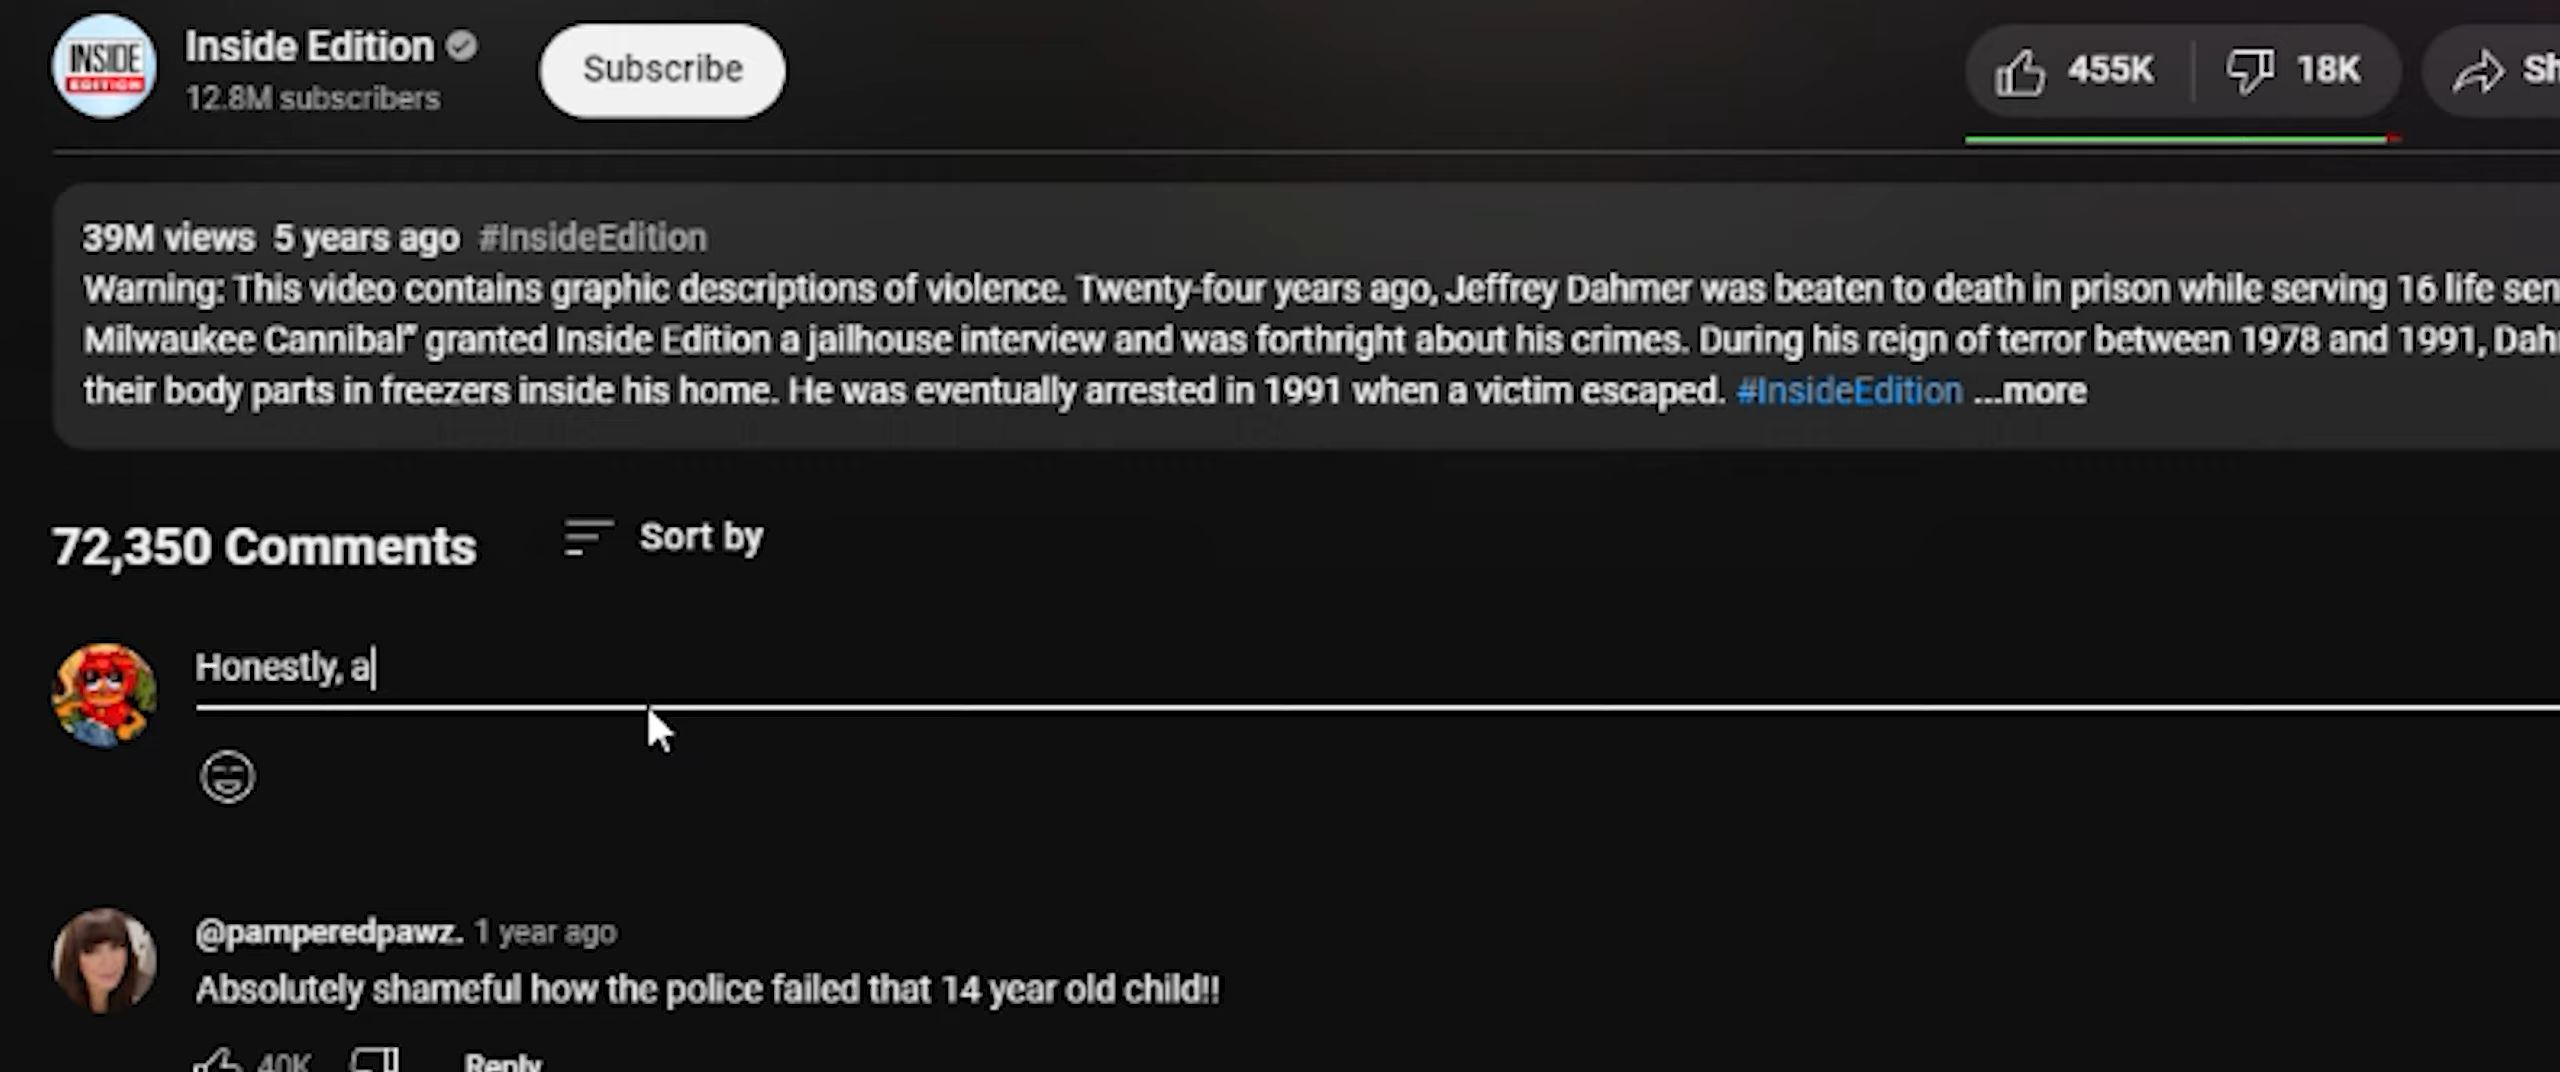 INSIDE
EDITION
Inside Edition
12.8M subscribers
Subscribe
455K
18K
39M views 5 years ago #InsideEdition
Warning: This video contains graphic descriptions of violence. Twenty-four years ago, Jeffrey Dahmer was beaten to death in prison while serving 16 life
Milwaukee Cannibal" granted Inside Edition a jailhouse interview and was forthright about his crimes. During his reign of terror between 1978 and 1991,
their body parts in freezers inside his home. He was eventually arrested in 1991 when a victim escaped. #InsideEdition ...more
72,350 Comments
Sort by
Honestly, a
@pamperedpawz. 1 year ago
Absolutely shameful how the police failed that 14 year old child!!
40K
Reply